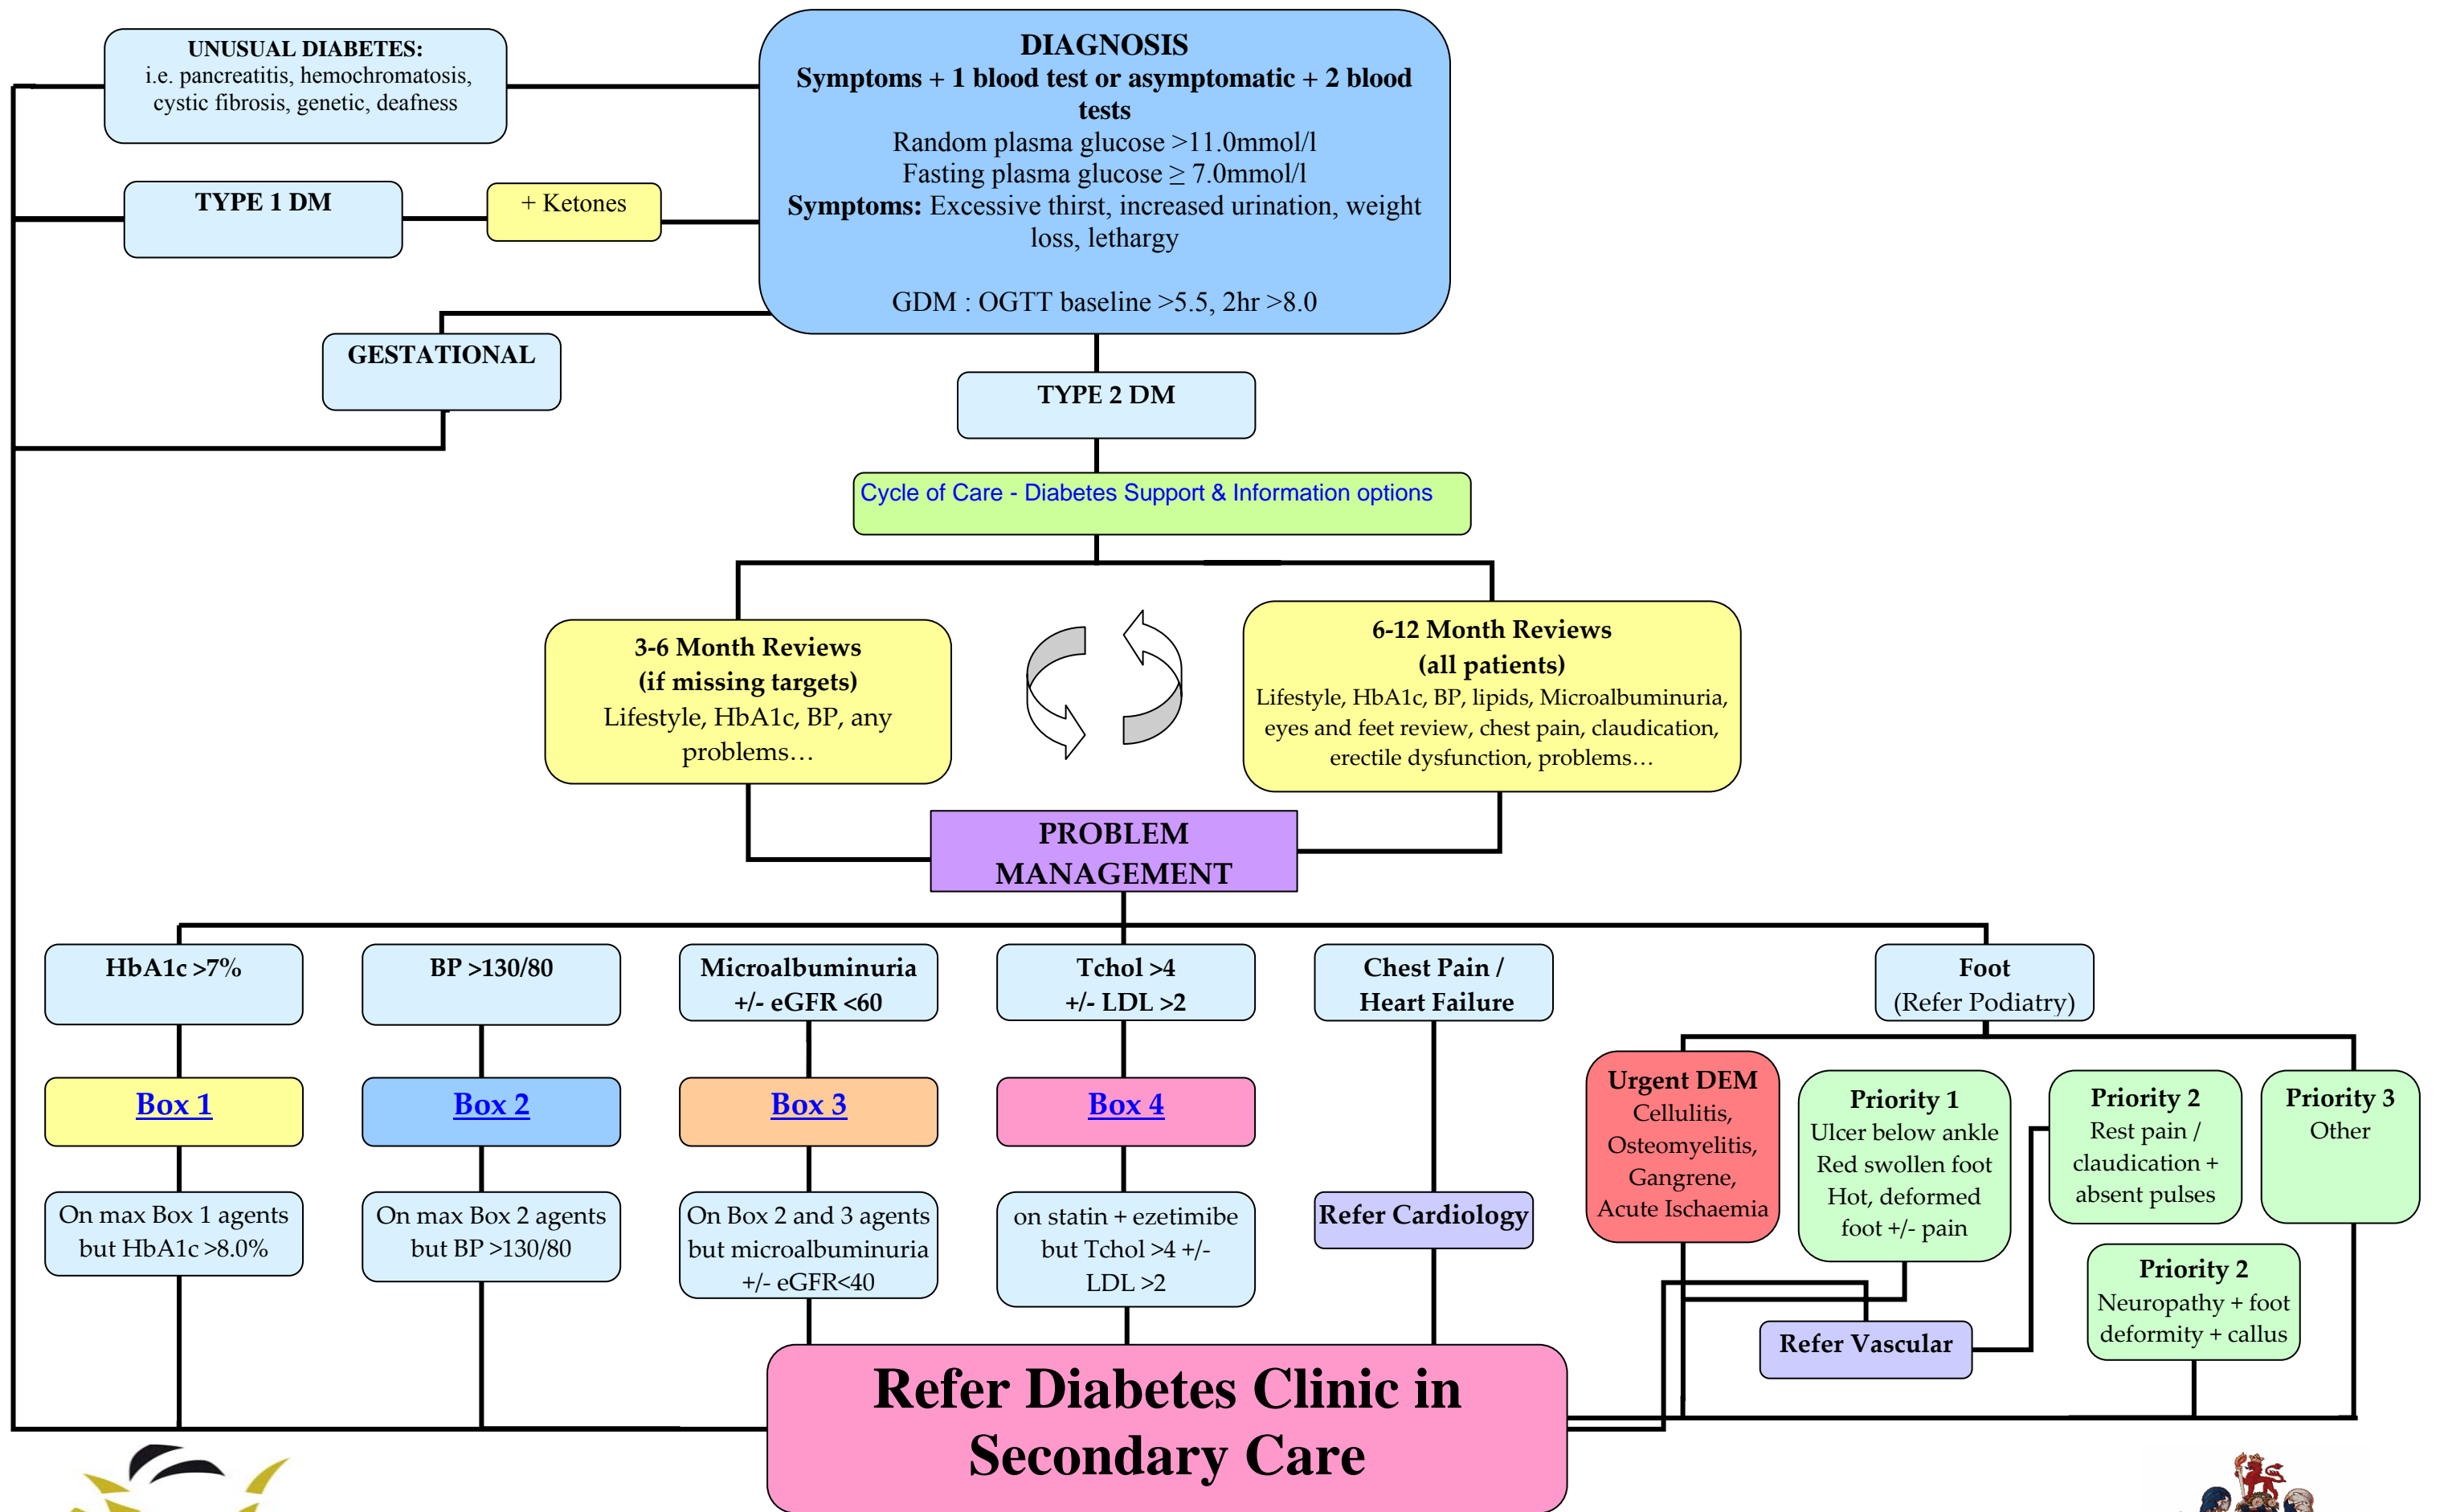 UNUSUAL DIABETES:
i.e. pancreatitis, hemochromatosis,
cystic fibrosis, genetic, deafness
DIAGNOSIS
Symptoms + 1 blood test or asymptomatic + 2 blood
tests
Random plasma glucose >11.0mmol/l
Fasting plasma glucose ≥ 7.0mmol/l
Symptoms: Excessive thirst, increased urination, weight
loss, lethargy
GDM : OGTT baseline >5.5, 2hr >8.0
TYPE 1 DM
+ Ketones
GESTATIONAL
TYPE 2 DM
Cycle of Care - Diabetes Support & Information options
3-6 Month Reviews
(if missing targets)
Lifestyle, HbA1c, BP, any
problems…
6-12 Month Reviews
(all patients)
Lifestyle, HbA1c, BP, lipids, Microalbuminuria,
eyes and feet review, chest pain, claudication,
erectile dysfunction, problems…
PROBLEM
MANAGEMENT
HbA1c >7%
BP >130/80
Microalbuminuria
+/- eGFR <60
Tchol >4
+/- LDL >2
Chest Pain /
Heart Failure
Foot
(Refer Podiatry)
Box 1
Box 2
Box 3
Box 4
Urgent DEM
Cellulitis,
Osteomyelitis,
Gangrene,
Acute Ischaemia
Priority 1
Ulcer below ankle
Red swollen foot
Hot, deformed
foot +/- pain
Priority 2
Rest pain /
claudication +
absent pulses
Priority 3
Other
On max Box 1 agents
but HbA1c >8.0%
On max Box 2 agents
but BP >130/80
On Box 2 and 3 agents
but microalbuminuria
+/- eGFR<40
on statin + ezetimibe
but Tchol >4 +/-
LDL >2
Refer Cardiology
Priority 2
Neuropathy + foot
deformity + callus
Refer Vascular
Refer Diabetes Clinic in
Secondary Care